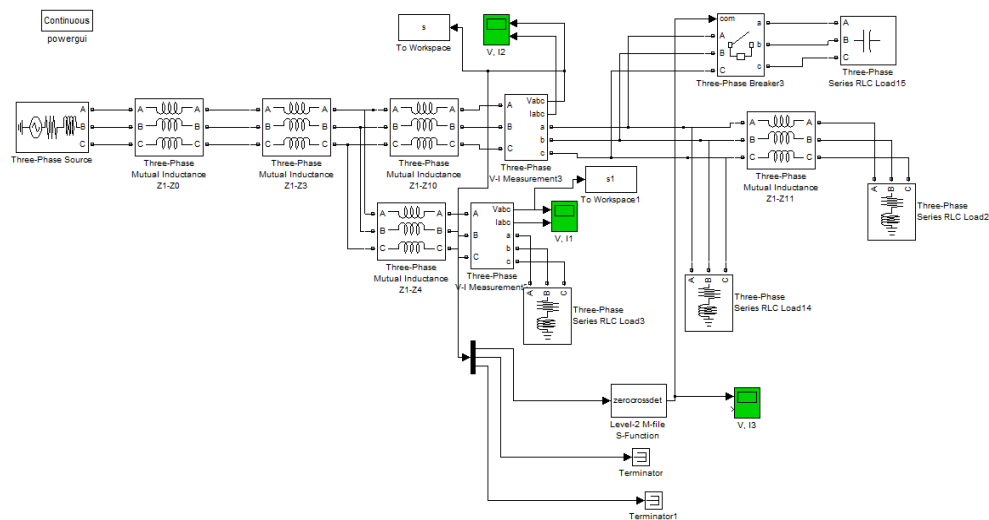 Continuous
powergui
s
To Workspace
V, I2
com
A
B
C
a
b
c
Three-Phase Breaker3
A
B
C
Three-Phase
Series RLC Load15
A
B
C
Three-Phase Source
A
B
C
A
B
C
Three-Phase
Mutual Inductance
Z1-Z0
A
B
C
A
B
C
Three-Phase
Mutual Inductance
Z1-Z3
A
B
C
A
B
C
Three-Phase
Mutual Inductance
Z1-Z10
A
B
C
Vabc
Iabc
a
b
c
Three-Phase
V-I Measurement3
A
B
C
A
B
C
Three-Phase
Mutual Inductance
Z1-Z11
s1
To Workspace1
A B C
Three-Phase
Series RLC Load2
A
B
C
A
B
C
Three-Phase
Mutual Inductance
Z1-Z4
A
B
C
Vabc
Iabc
a
b
c
Three-Phase
V-I Measurement
V, I1
A B C
Three-Phase
Series RLC Load3
A B C
Three-Phase
Series RLC Load14
zerocrossdet
Level-2 M-file
S-Function
V, I3
Terminator
Terminator1